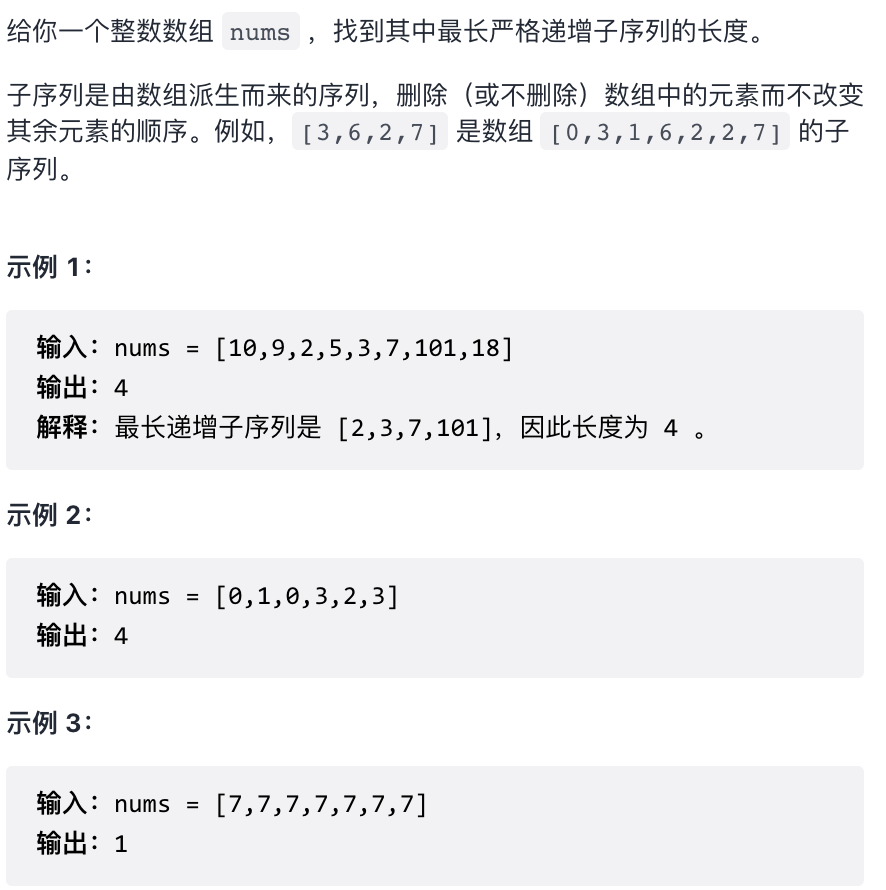 给你一个整数数组 nums ，找到其中最长严格递增子序列的长度。
子序列是由数组派生而来的序列，删除（或不删除）数组中的元素而不改变
其余元素的顺序。例如，[3,6,2,7] 是数组 [0,3,1,6,2,2,7] 的子
序列。
示例 1：
输入：nums = [10,9,2,5,3,7,101,18]
输出：4
解释：最长递增子序列是 [2,3,7,101]，因此长度为 4 。
示例 2：
输入：nums = [0,1,0,3,2,3]
输出：4
示例 3：
输入：nums = [7,7,7,7,7,7,7]
输出：1